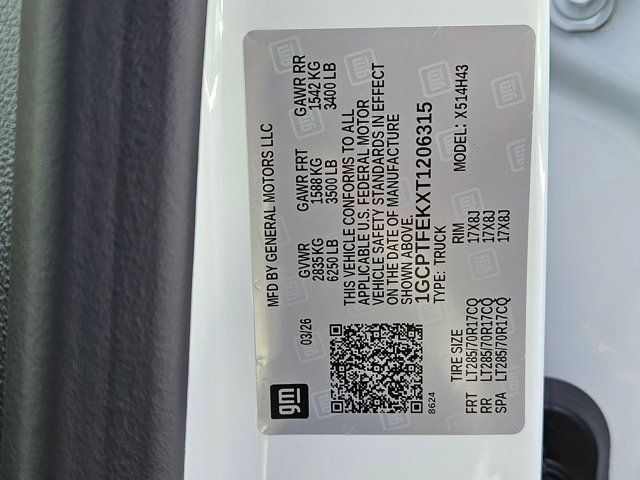 gm
MFD BY GENERAL MOTORS LLC
03/26
GVWR GAWR FRT GAWR RR
2835 KG 1588 KG 1542 KG
6250 LB 3500 LB 3400 LB
THIS VEHICLE CONFORMS TO ALL
APPLICABLE U.S. FEDERAL MOTOR
VEHICLE SAFETY STANDARDS IN EFFECT
ON THE DATE OF MANUFACTURE
SHOWN ABOVE.
1GCPTFEKXT1206315
8624
TYPE: TRUCK
MODEL: X514H43
TIRE SIZE RIM
FRT LT285/70R17CQ 17X8J
RR LT285/70R17CQ 17X8J
SPA LT285/70R17CQ 17X8J